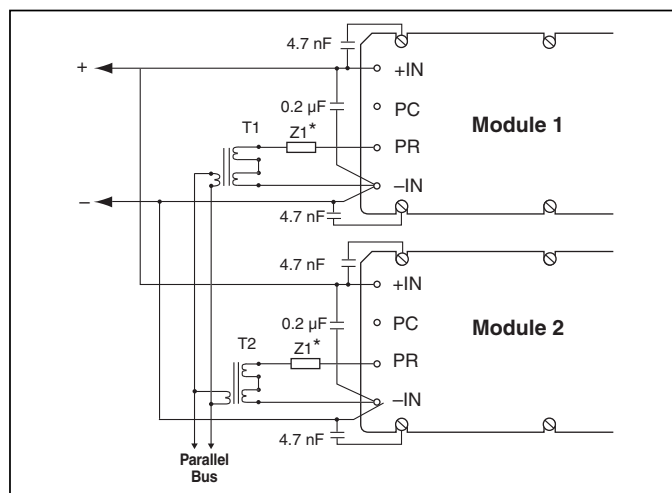 4.7 nF
+
+IN
0.2 µF
PC
T1
Z1*
Module 1
PR
–
–IN
4.7 nF
4.7 nF
+IN
0.2 µF
PC
T2
Z1*
Module 2
PR
–IN
4.7 nF
Parallel
Bus